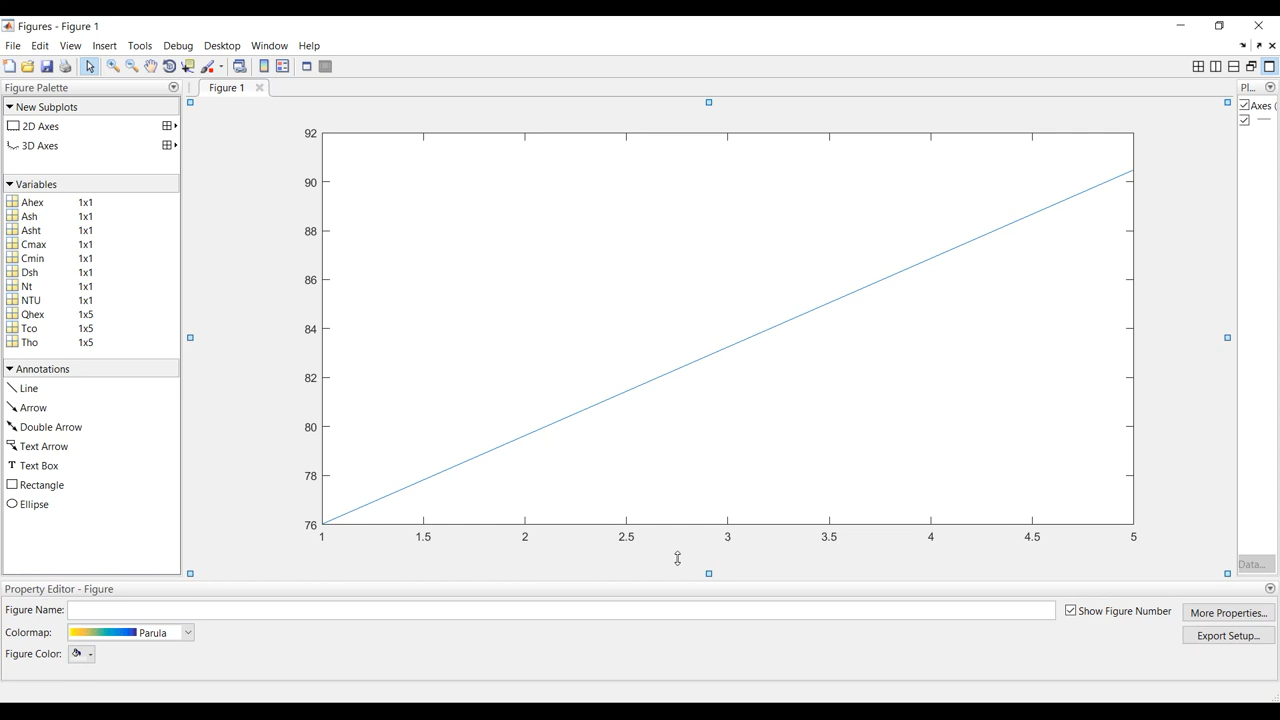 Figures - Figure 1
File Edit View Insert Tools Debug Desktop Window Help
Figure Palette
Figure 1
Pl...
New Subplots
2D Axes
3D Axes
Axes (
Variables
Ahex 1x1
Ash 1x1
Asht 1x1
Cmax 1x1
Cmin 1x1
Dsh 1x1
Nt 1x1
NTU 1x1
Qhex 1x5
Tco 1x5
Tho 1x5
Annotations
Line
Arrow
Double Arrow
Text Arrow
T Text Box
Rectangle
Ellipse
92
90
88
86
84
82
80
78
76
1 1.5 2 2.5 3 3.5 4 4.5 5
Data...
Property Editor - Figure
Figure Name:
Show Figure Number
More Properties...
Colormap: Parula
Export Setup...
Figure Color: